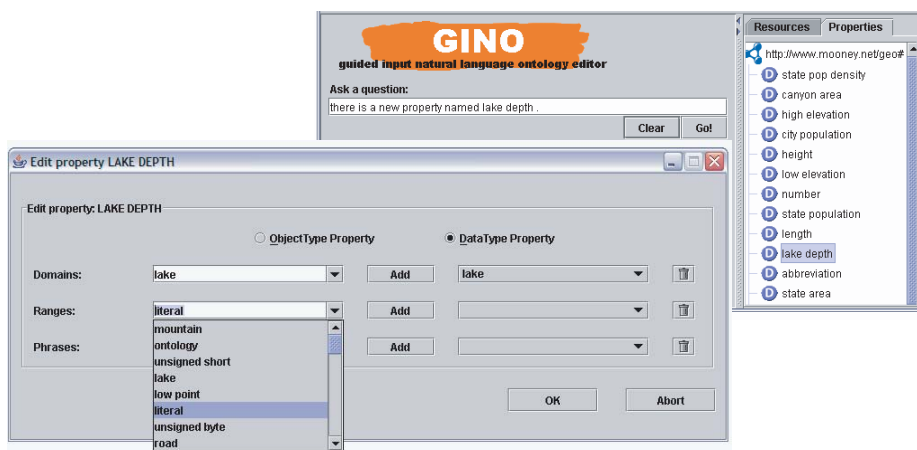 GINO
guided input natural language ontology editor
Ask a question:
there is a new property named lake depth .
Clear Go!
Resources Properties
http://www.mooney.net/geo#
D state pop density
D canyon area
D high elevation
D city population
D height
D low elevation
D number
D state population
D length
D lake depth
D abbreviation
D state area
Edit property LAKE DEPTH
Edit property: LAKE DEPTH
ObjectType Property DataType Property
Domains: lake Add lake
Ranges: literal Add
Phrases: Add
mountain
ontology
unsigned short
lake
low point
literal
unsigned byte
road
OK Abort